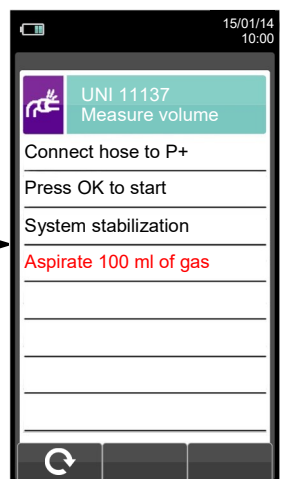 15/01/14
10:00
UNI 11137
Measure volume
Connect hose to P+
Press OK to start
System stabilization
Aspirate 100 ml of gas